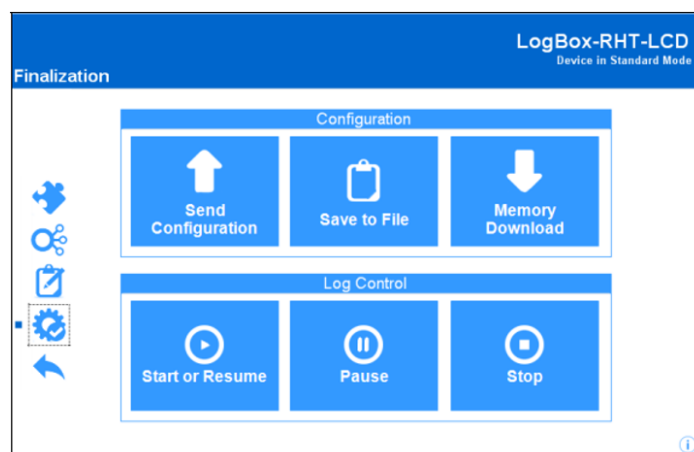 LogBox-RHT-LCD
Device in Standard Mode
Finalization
Configuration
Send
Configuration
Save to File
Memory
Download
Log Control
Start or Resume
Pause
Stop